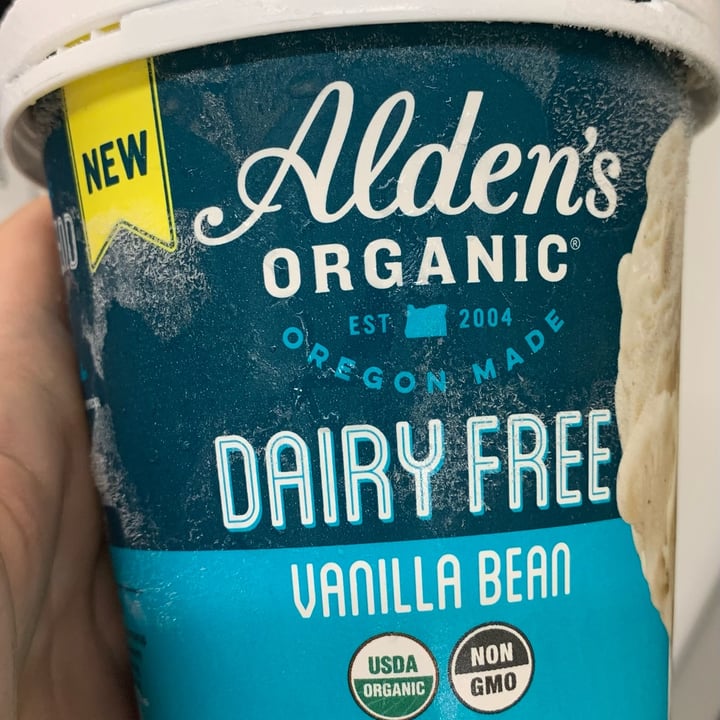 NEW
Alden's
ORGANIC®
EST 2004
OREGON MADE
DAIRY FREE
VANILLA BEAN
USDA
ORGANIC
NON
GMO